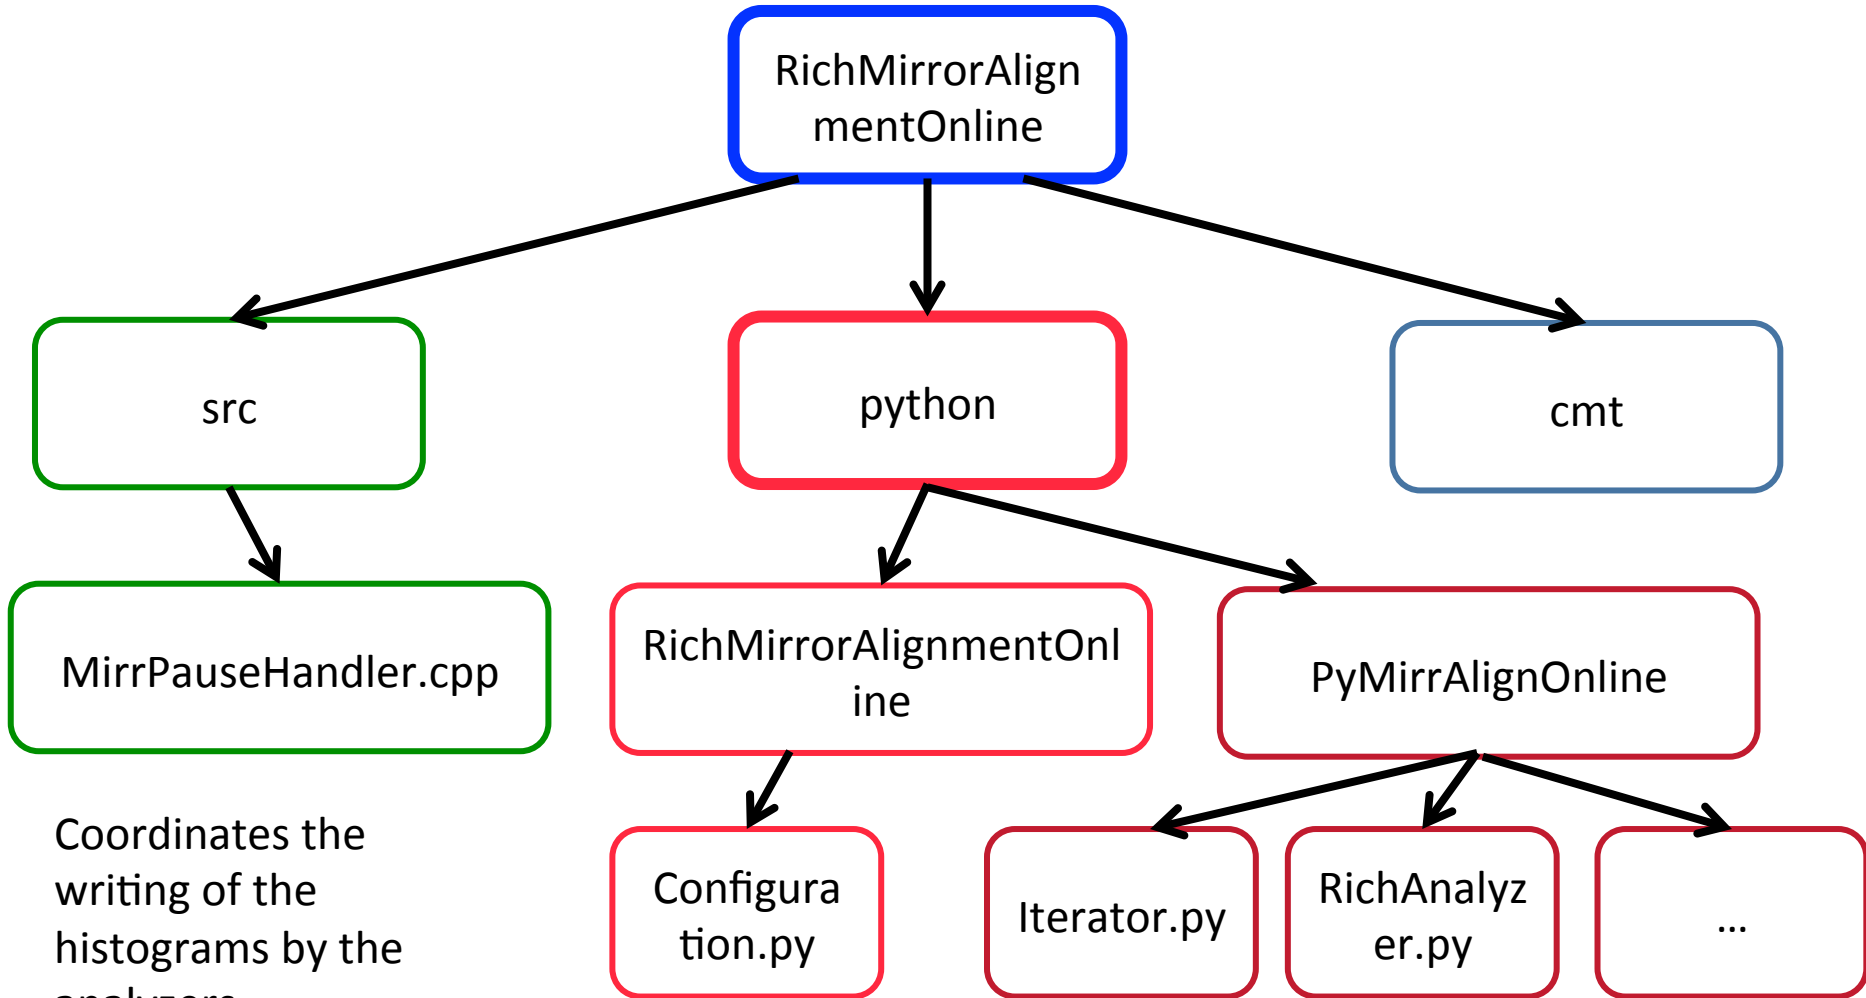 RichMirrorAlign
mentOnline
src
python
cmt
MirrPauseHandler.cpp
RichMirrorAlignmentOnl
ine
PyMirrAlignOnline
Coordinates the
writing of the
histograms by the
analyzers
Configura
tion.py
Iterator.py
RichAnalyz
er.py
...